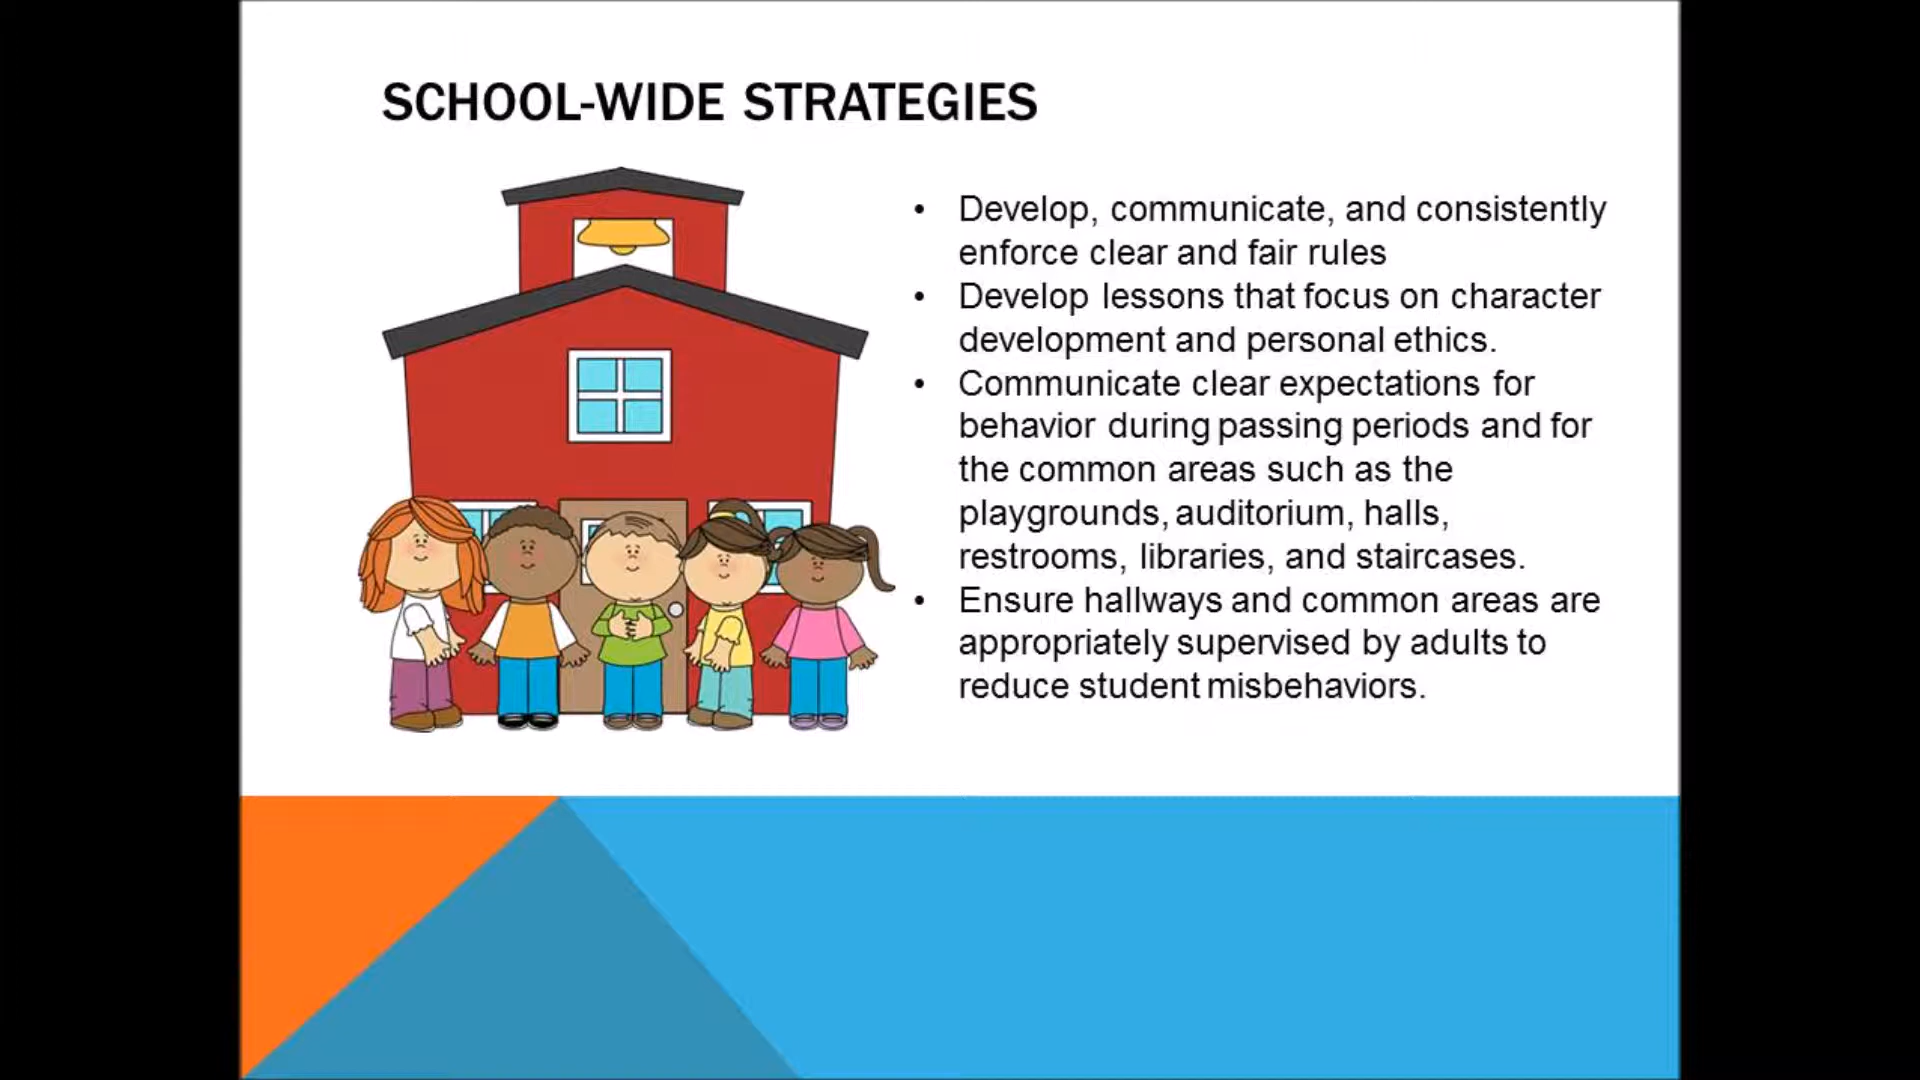 SCHOOL-WIDE STRATEGIES
• Develop, communicate, and consistently
enforce clear and fair rules
• Develop lessons that focus on character
development and personal ethics.
• Communicate clear expectations for
behavior during passing periods and for
the common areas such as the
playgrounds, auditorium, halls,
restrooms, libraries, and staircases.
• Ensure hallways and common areas are
appropriately supervised by adults to
reduce student misbehaviors.